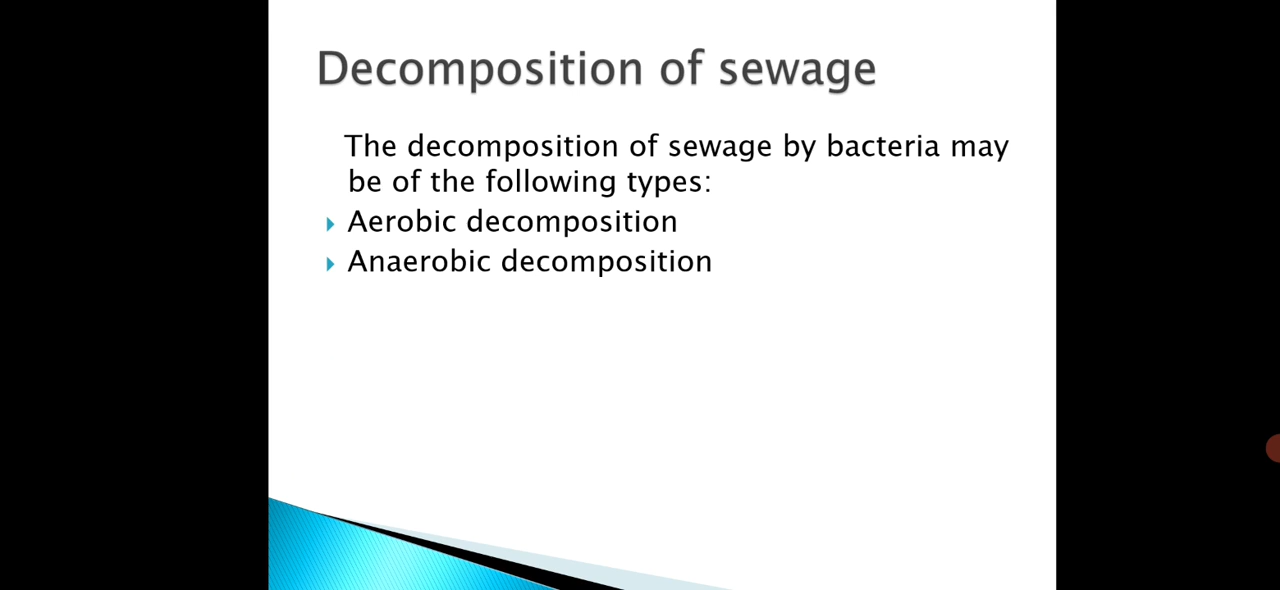 Decomposition of sewage
The decomposition of sewage by bacteria may
be of the following types:
Aerobic decomposition
Anaerobic decomposition